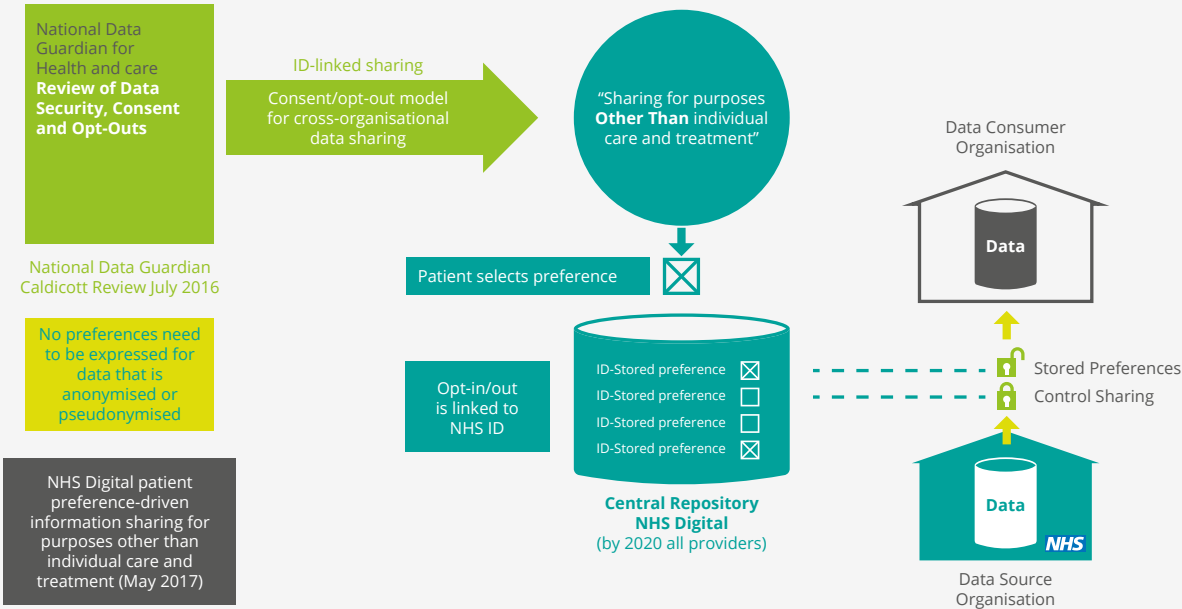 National Data
Guardian for
Health and care
Review of Data
Security, Consent
and Opt-Outs
National Data Guardian
Caldicott Review July 2016
No preferences need
to be expressed for
data that is
anonymised or
pseudonymised
NHS Digital patient
preference-driven
information sharing for
purposes other than
individual care and
treatment (May 2017)
ID-linked sharing
Consent/opt-out model
for cross-organisational
data sharing
“Sharing for purposes
Other Than individual
care and treatment”
Patient selects preference
Opt-in/out
is linked to
NHS ID
ID-Stored preference
ID-Stored preference
ID-Stored preference
ID-Stored preference
Central Repository
NHS Digital
(by 2020 all providers)
Data Consumer
Organisation
Data
Stored Preferences
Control Sharing
Data
NHS
Data Source
Organisation